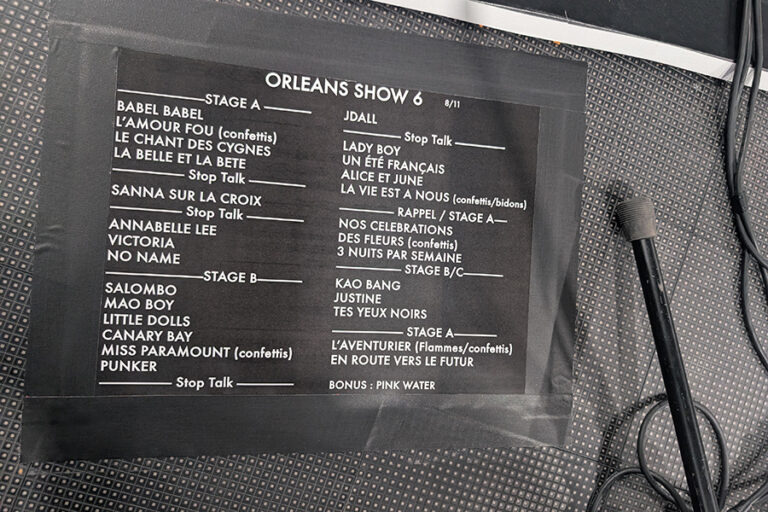 ORLEANS SHOW 6 8/11
STAGE A
BABEL BABEL
L'AMOUR FOU (confettis)
LE CHANT DES CYGNES
LA BELLE ET LA BETE
Stop Talk
SANNA SUR LA CROIX
Stop Talk
ANNABELLE LEE
VICTORIA
NO NAME
STAGE B
SALOMBO
MAO BOY
LITTLE DOLLS
CANARY BAY
MISS PARAMOUNT (confettis)
PUNKER
Stop Talk
JDALL
Stop Talk
LADY BOY
UN ÉTÉ FRANÇAIS
ALICE ET JUNE
LA VIE EST A NOUS (confettis/bidons)
RAPPEL / STAGE A
NOS CELEBRATIONS
DES FLEURS (confettis)
3 NUITS PAR SEMAINE
STAGE B/C
KAO BANG
JUSTINE
TES YEUX NOIRS
STAGE A
L'AVENTURIER (Flammes/confettis)
EN ROUTE VERS LE FUTUR
BONUS : PINK WATER